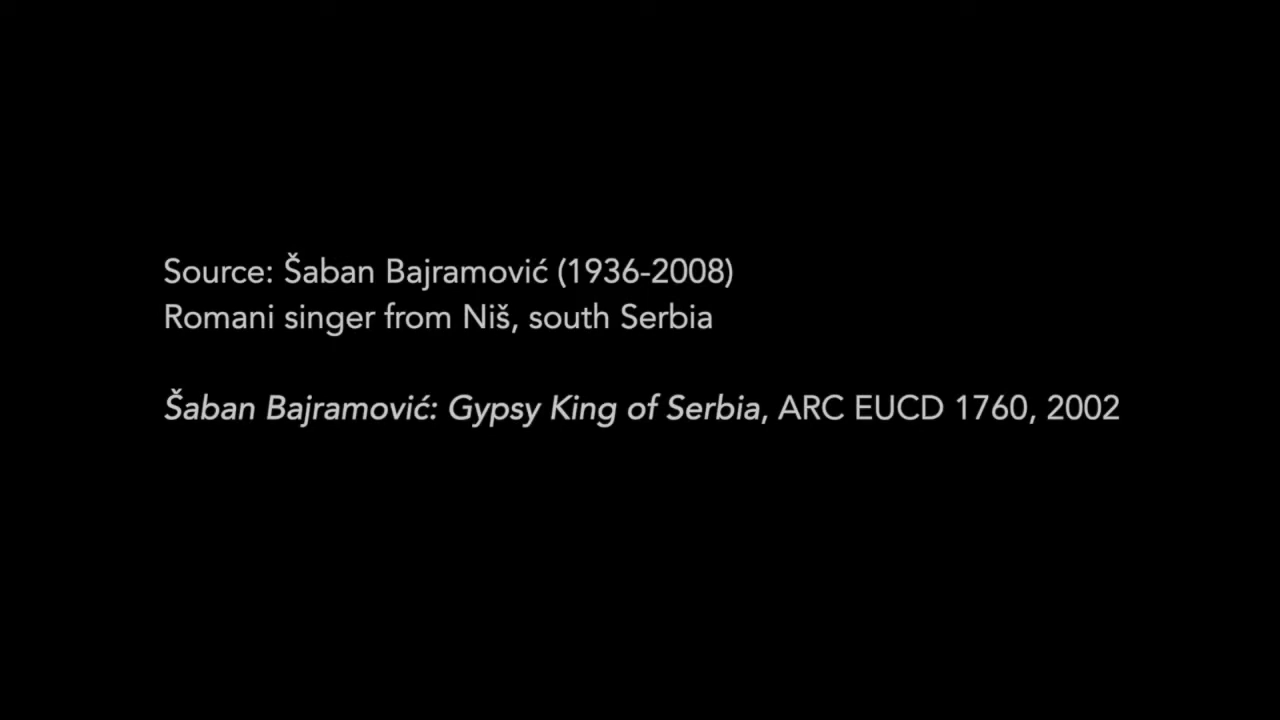 Source: Šaban Bajramović (1936-2008)
Romani singer from Niš, south Serbia
Šaban Bajramović: Gypsy King of Serbia, ARC EUCD 1760, 2002